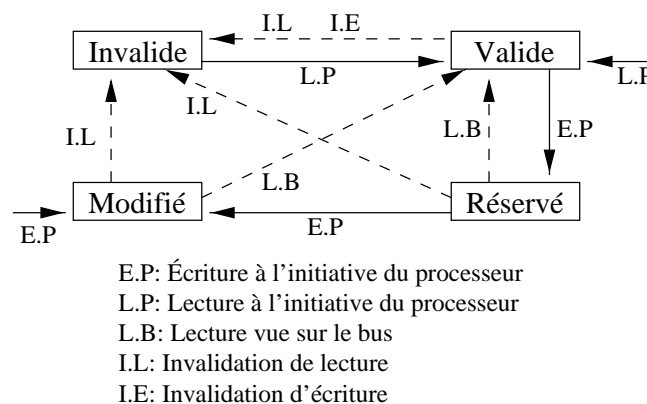 I.L I.E
Invalide Valide
L.P L.P
I.L
I.L L.B E.P
L.B
Modifié Réservé
E.P E.P
E.P: Écriture à l'initiative du processeur
L.P: Lecture à l'initiative du processeur
L.B: Lecture vue sur le bus
I.L: Invalidation de lecture
I.E: Invalidation d'écriture